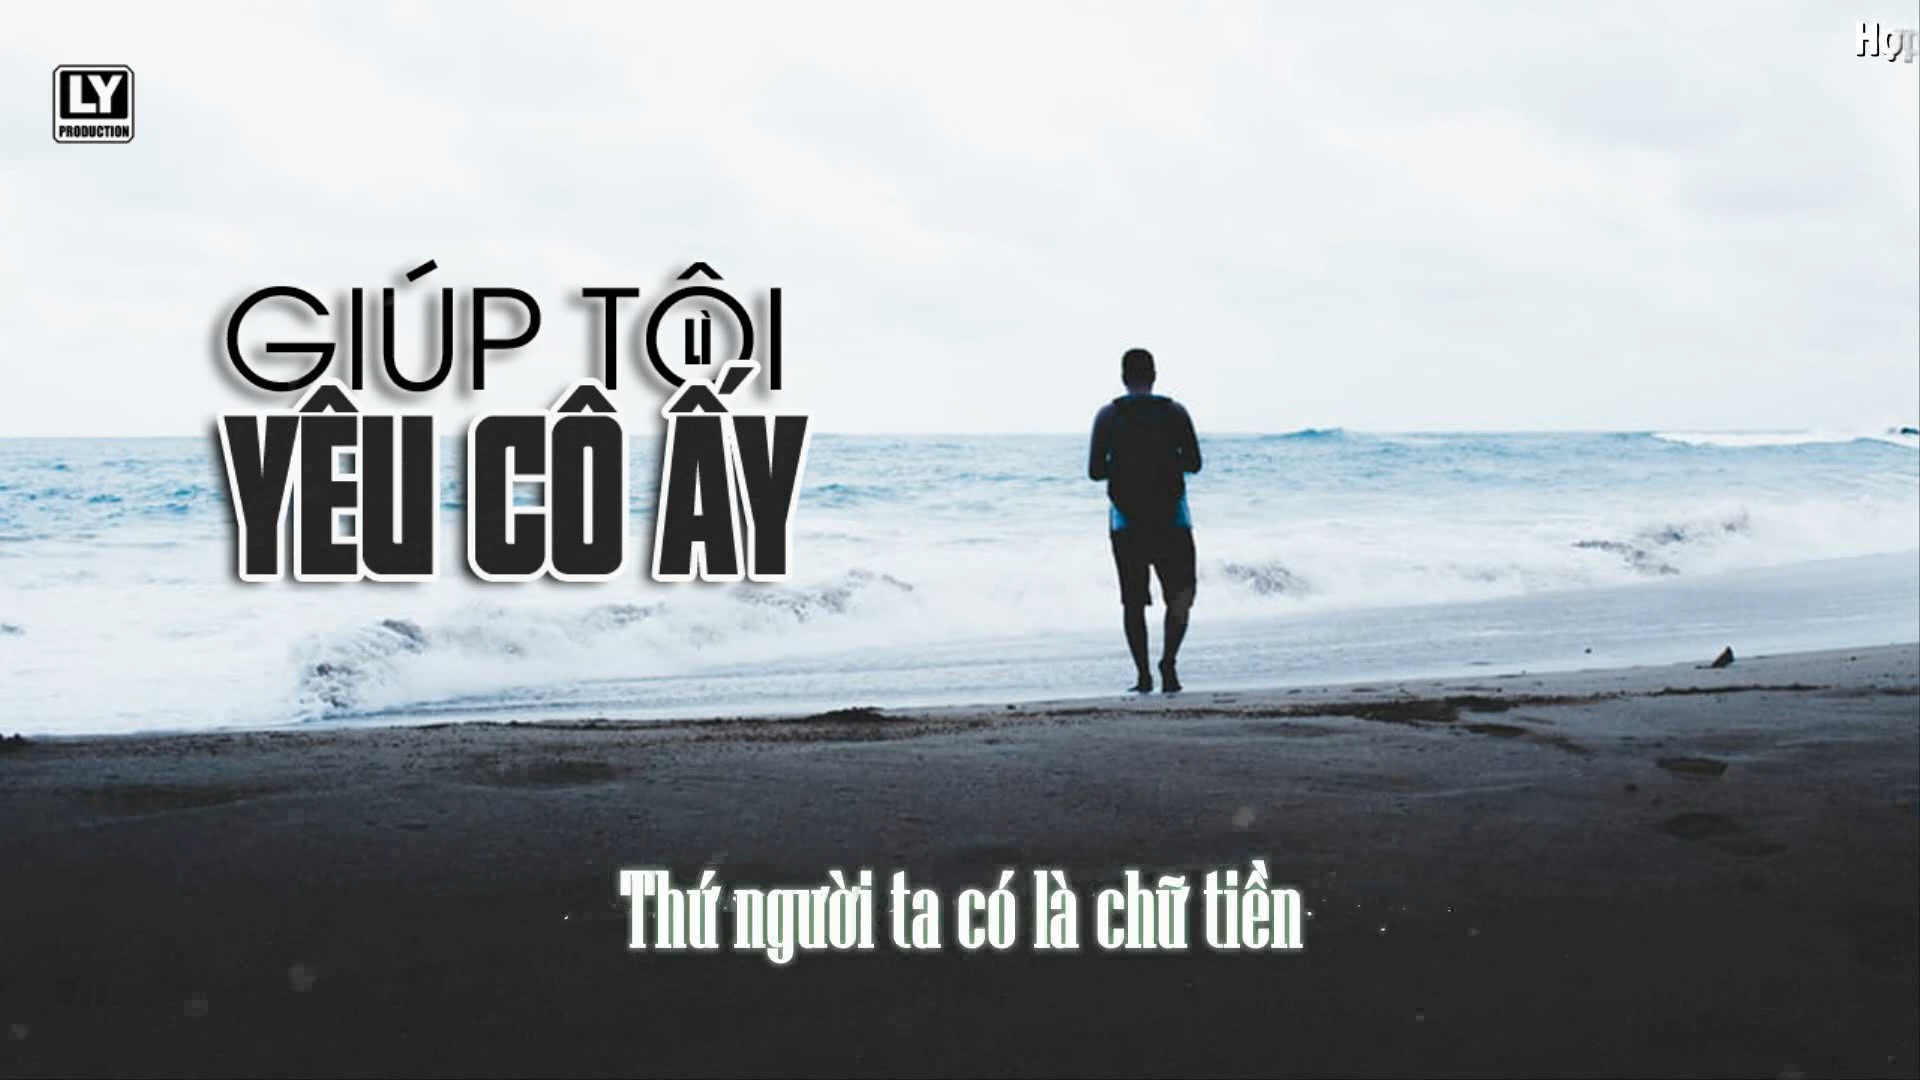 LY
PRODUCTION
GIÚP TÔI
LÌ
YÊU CÔ ẤY
Thứ người ta có là chữ tiền